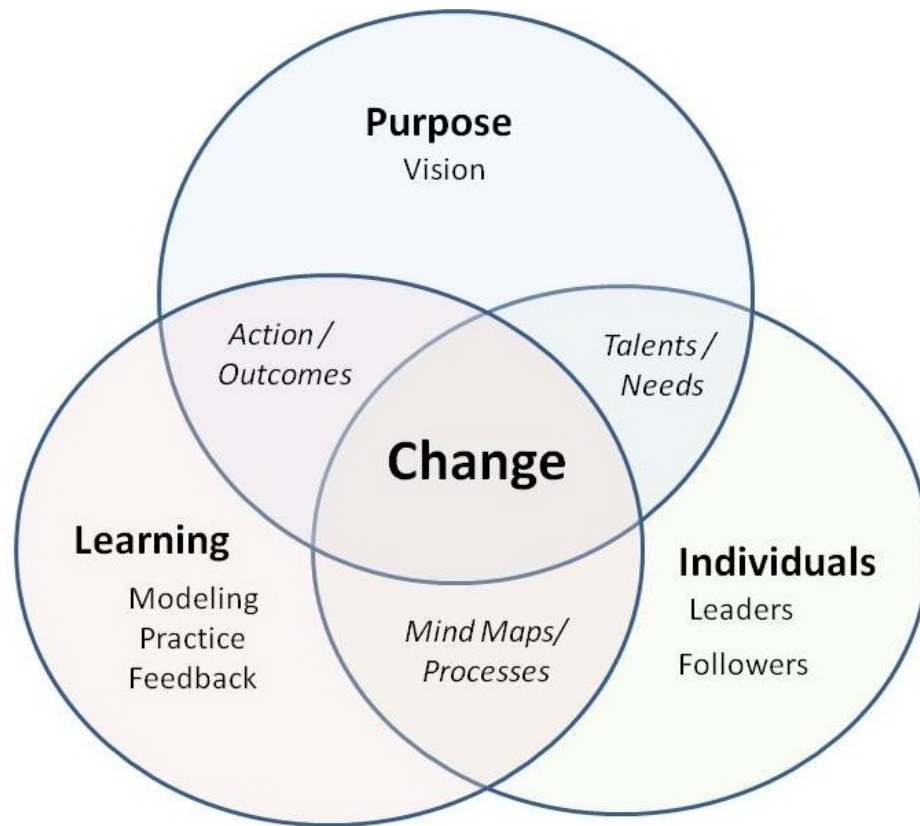 Purpose
Vision
Action /
Outcomes
Talents /
Needs
Change
Learning
Modeling
Practice
Feedback
Individuals
Leaders
Followers
Mind Maps/
Processes